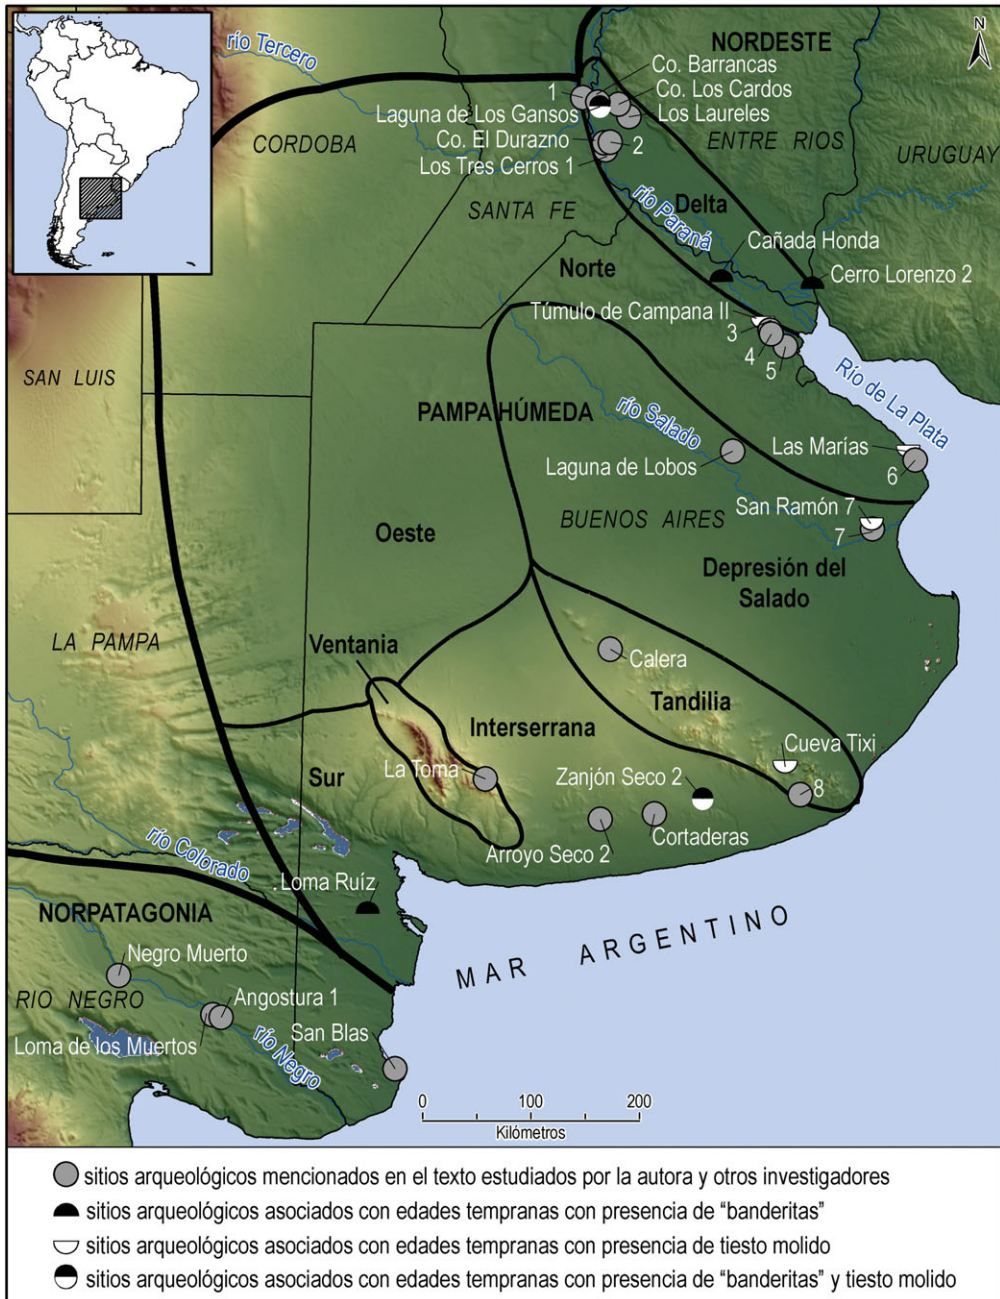 N
río Tercero
NORDESTE
Co. Barrancas
1
Co. Los Cardos
Laguna de Los Gansos
Los Laureles
CORDOBA
Co. El Durazno
2
ENTRE RIOS
URUGUAY
Los Tres Cerros 1
SANTA FE
río Paraná
Delta
Cañada Honda
Norte
Cerro Lorenzo 2
Túmulo de Campana II
3
4
5
SAN LUIS
Río de La Plata
PAMPA HÚMEDA
río Salado
Las Marías
Laguna de Lobos
6
San Ramón 7
BUENOS AIRES
7
Oeste
Depresión del
Salado
LA PAMPA
Ventania
Calera
Tandilia
Interserrana
Cueva Tixi
La Toma
Sur
Zanjón Seco 2
8
Cortaderas
Arroyo Seco 2
río Colorado
Loma Ruíz
NORPATAGONIA
MAR ARGENTINO
Negro Muerto
RIO NEGRO
Angostura 1
San Blas
Loma de los Muertos
río Negro
0 100 200
Kilómetros
sitios arqueológicos mencionados en el texto estudiados por la autora y otros investigadores
sitios arqueológicos asociados con edades tempranas con presencia de "banderitas"
sitios arqueológicos asociados con edades tempranas con presencia de tiesto molido
sitios arqueológicos asociados con edades tempranas con presencia de "banderitas" y tiesto molido